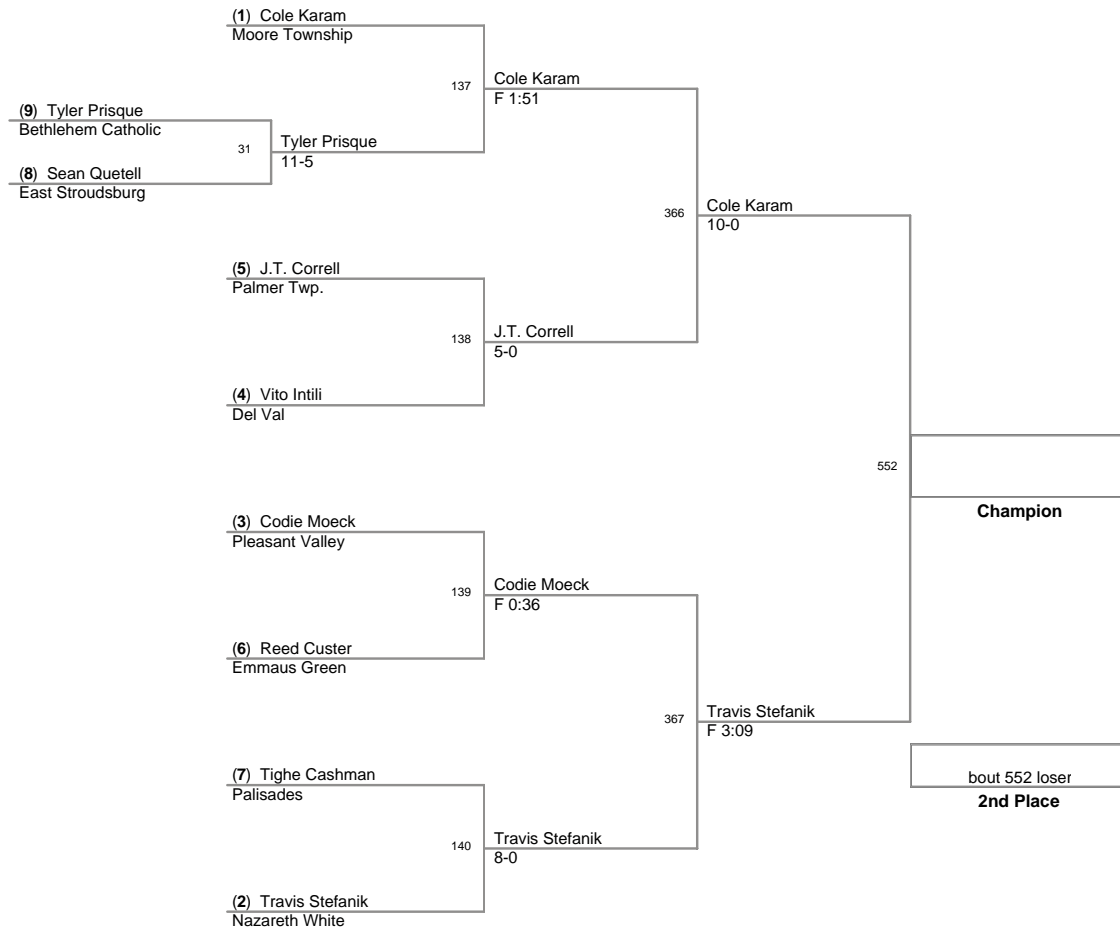 (1) Cole Karam
Moore Township
137
Cole Karam
F 1:51
(9) Tyler Prisque
Bethlehem Catholic
31
Tyler Prisque
11-5
(8) Sean Quetell
East Stroudsburg
366
Cole Karam
10-0
(5) J.T. Correll
Palmer Twp.
138
J.T. Correll
5-0
(4) Vito Intili
Del Val
552
Champion
(3) Codie Moeck
Pleasant Valley
139
Codie Moeck
F 0:36
(6) Reed Custer
Emmaus Green
367
Travis Stefanik
F 3:09
(7) Tighe Cashman
Palisades
bout 552 loser
2nd Place
140
Travis Stefanik
8-0
(2) Travis Stefanik
Nazareth White